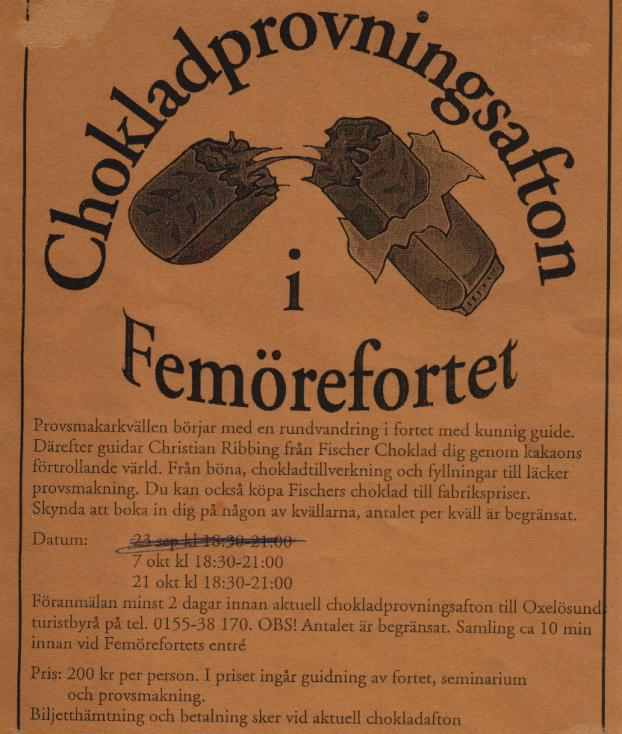 Chokladprovningsafton
i
Femörefortet
Provsmakarkvällen börjar med en rundvandring i fortet med kunnig guide.
Därefter guidar Christian Ribbing från Fischer Choklad dig genom kakaons
förtrollande värld. Från böna, chokladtillverkning och fyllningar till läcker
provsmakning. Du kan också köpa Fischers choklad till fabrikspriser.
Skynda att boka in dig på någon av kvällarna, antalet per kväll är begränsat.
Datum: 23 sep kl 18:30-21:00
7 okt kl 18:30-21:00
21 okt kl 18:30-21:00
Föranmälan minst 2 dagar innan aktuell chokladprovningsafton till Oxelösunds
turistbyrå på tel. 0155-38 170. OBS! Antalet är begränsat. Samling ca 10 min
innan vid Femörefortets entré
Pris: 200 kr per person. I priset ingår guidning av fortet, seminarium
och provsmakning.
Biljetthämtning och betalning sker vid aktuell chokladafton